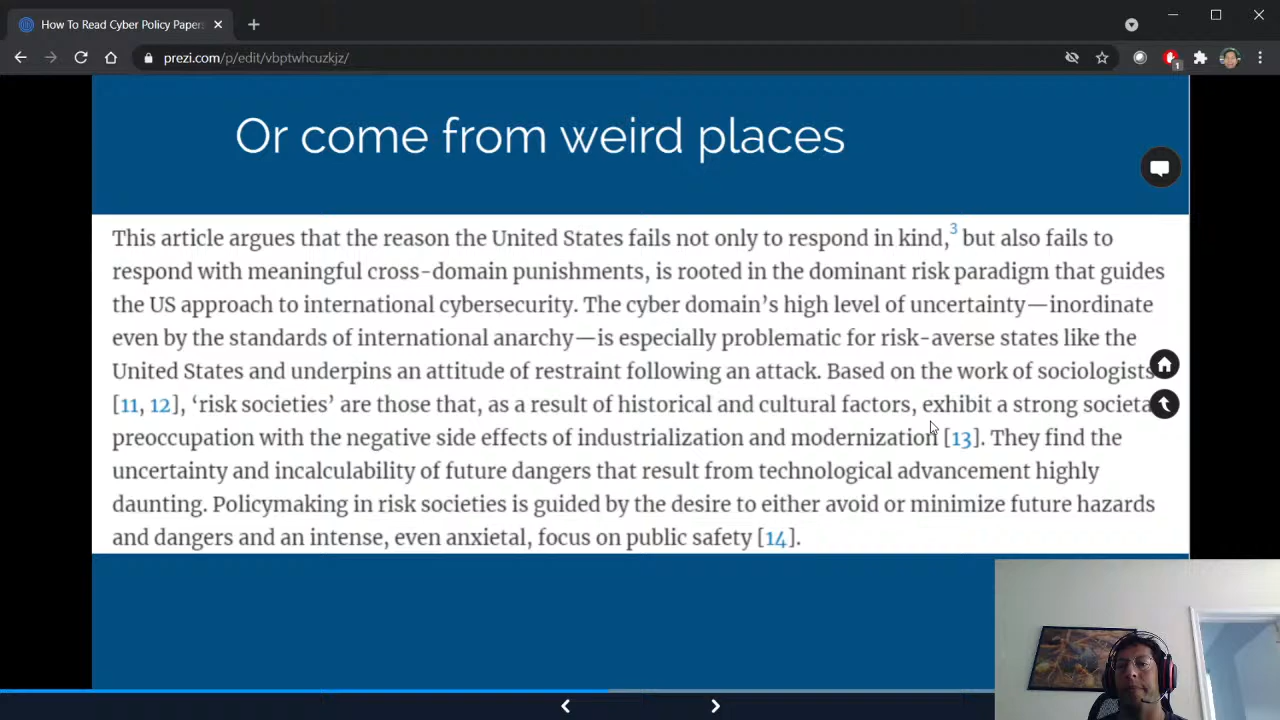 How To Read Cyber Policy Paper
prezi.com/p/edit/vbptwhcuzkjz/
1
Or come from weird places
This article argues that the reason the United States fails not only to respond in kind,3 but also fails to
respond with meaningful cross-domain punishments, is rooted in the dominant risk paradigm that guides
the US approach to international cybersecurity. The cyber domain's high level of uncertainty—inordinate
even by the standards of international anarchy—is especially problematic for risk-averse states like the
United States and underpins an attitude of restraint following an attack. Based on the work of sociologists
[11, 12], ‘risk societies’ are those that, as a result of historical and cultural factors, exhibit a strong societa
preoccupation with the negative side effects of industrialization and modernization [13]. They find the
uncertainty and incalculability of future dangers that result from technological advancement highly
daunting. Policymaking in risk societies is guided by the desire to either avoid or minimize future hazards
and dangers and an intense, even anxietal, focus on public safety [14].